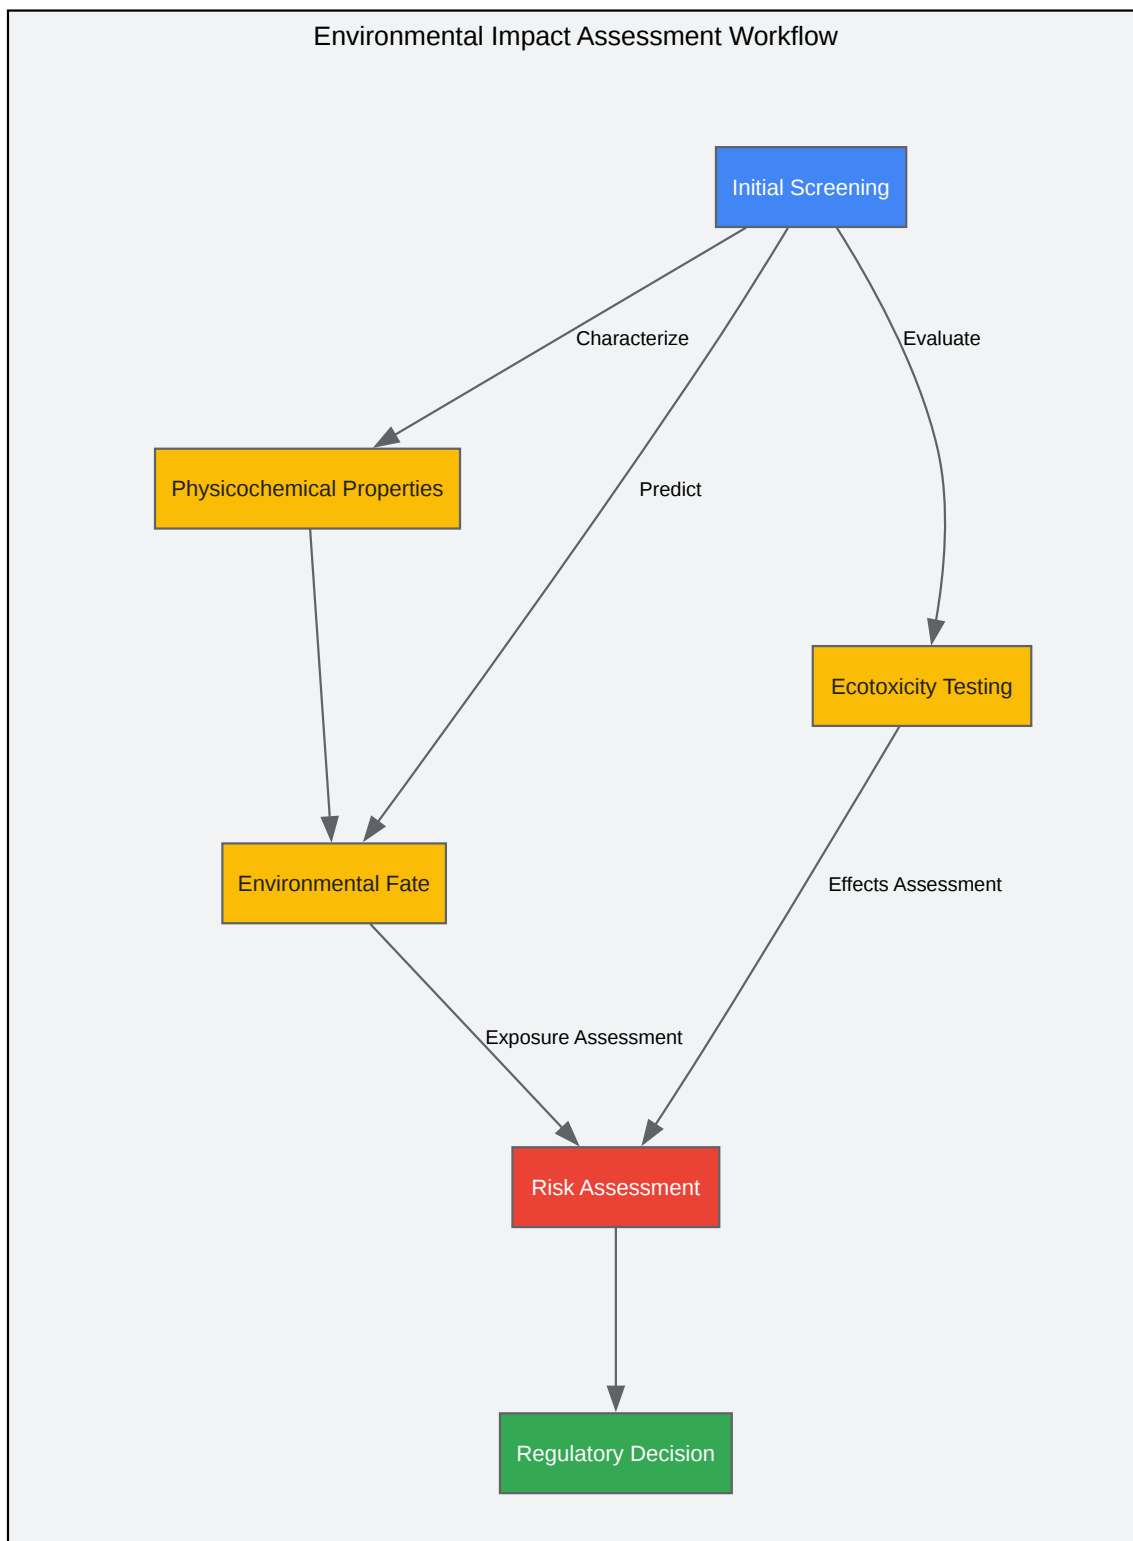 Environmental Impact Assessment Workflow
Initial Screening
Characterize
Evaluate
Physicochemical Properties
Predict
Ecotoxicity Testing
Environmental Fate
Effects Assessment
Exposure Assessment
Risk Assessment
Regulatory Decision